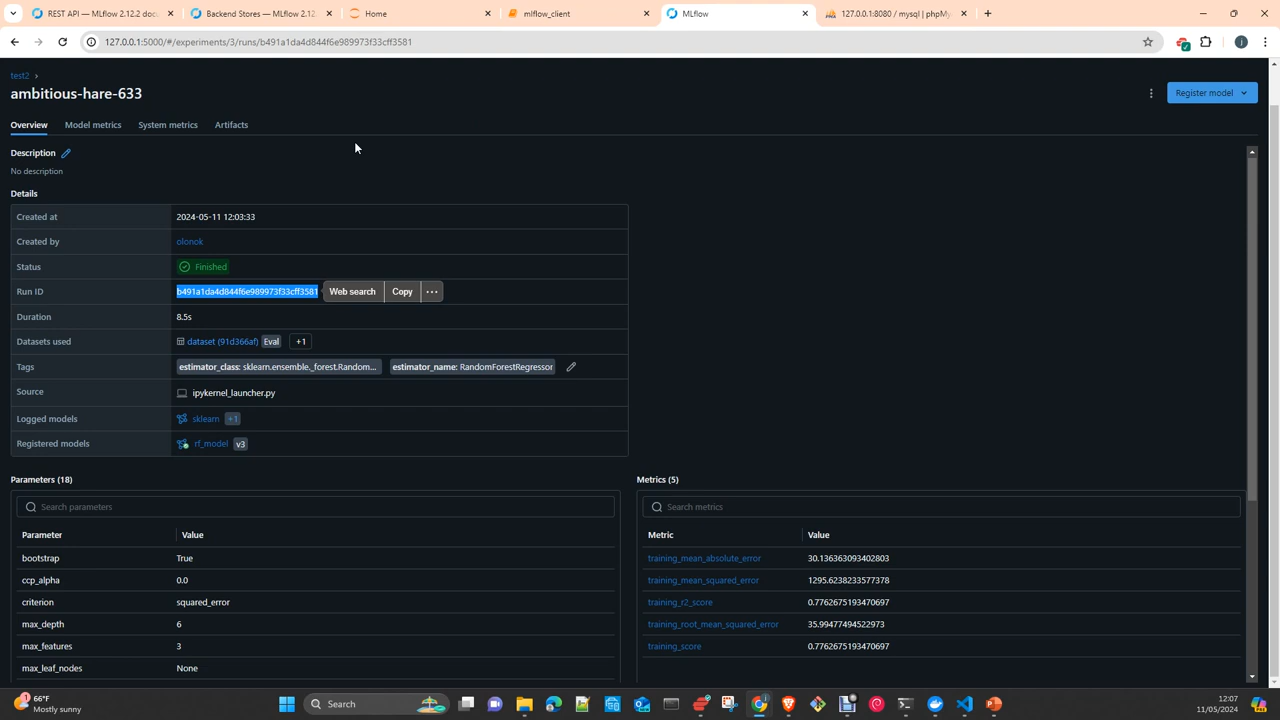 REST API — MLflow 2.12.2 docu
Backend Stores — MLflow 2.12.
Home
mlflow_client
MLflow
127.0.0.1:8080 / mysql | phpMy
127.0.0.1:5000/#/experiments/3/runs/b491a1da4d844f6e989973f33cff3581
test2 >
ambitious-hare-633
Register model
Overview Model metrics System metrics Artifacts
Description
No description
Details
Created at 2024-05-11 12:03:33
Created by olonok
Status Finished
Run ID b491a1da4d844f6e989973f33cff3581 Web search Copy ...
Duration 8.5s
Datasets used dataset (91d366af) Eval +1
Tags estimator_class: sklearn.ensemble._forest.Random... estimator_name: RandomForestRegressor
Source ipykernel_launcher.py
Logged models sklearn +1
Registered models rf_model v3
Parameters (18)
Search parameters
Parameter Value
bootstrap True
ccp_alpha 0.0
criterion squared_error
max_depth 6
max_features 3
max_leaf_nodes None
Metrics (5)
Search metrics
Metric Value
training_mean_absolute_error 30.136363093402803
training_mean_squared_error 1295.6238233577378
training_r2_score 0.7762675193470697
training_root_mean_squared_error 35.99477494522973
training_score 0.7762675193470697
66°F
Mostly sunny
Search
12:07
11/05/2024